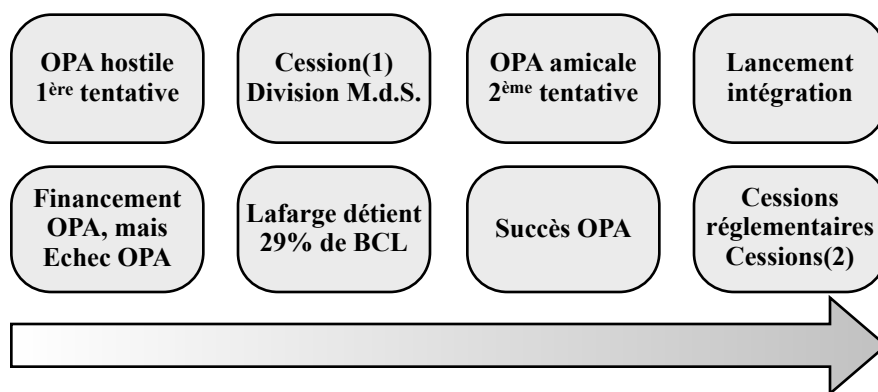 OPA hostile
1ère tentative
Cession(1)
Division M.d.S.
OPA amicale
2ème tentative
Lancement
intégration
Financement
OPA, mais
Echec OPA
Lafarge détient
29% de BCL
Succès OPA
Cessions
réglementaires
Cessions(2)